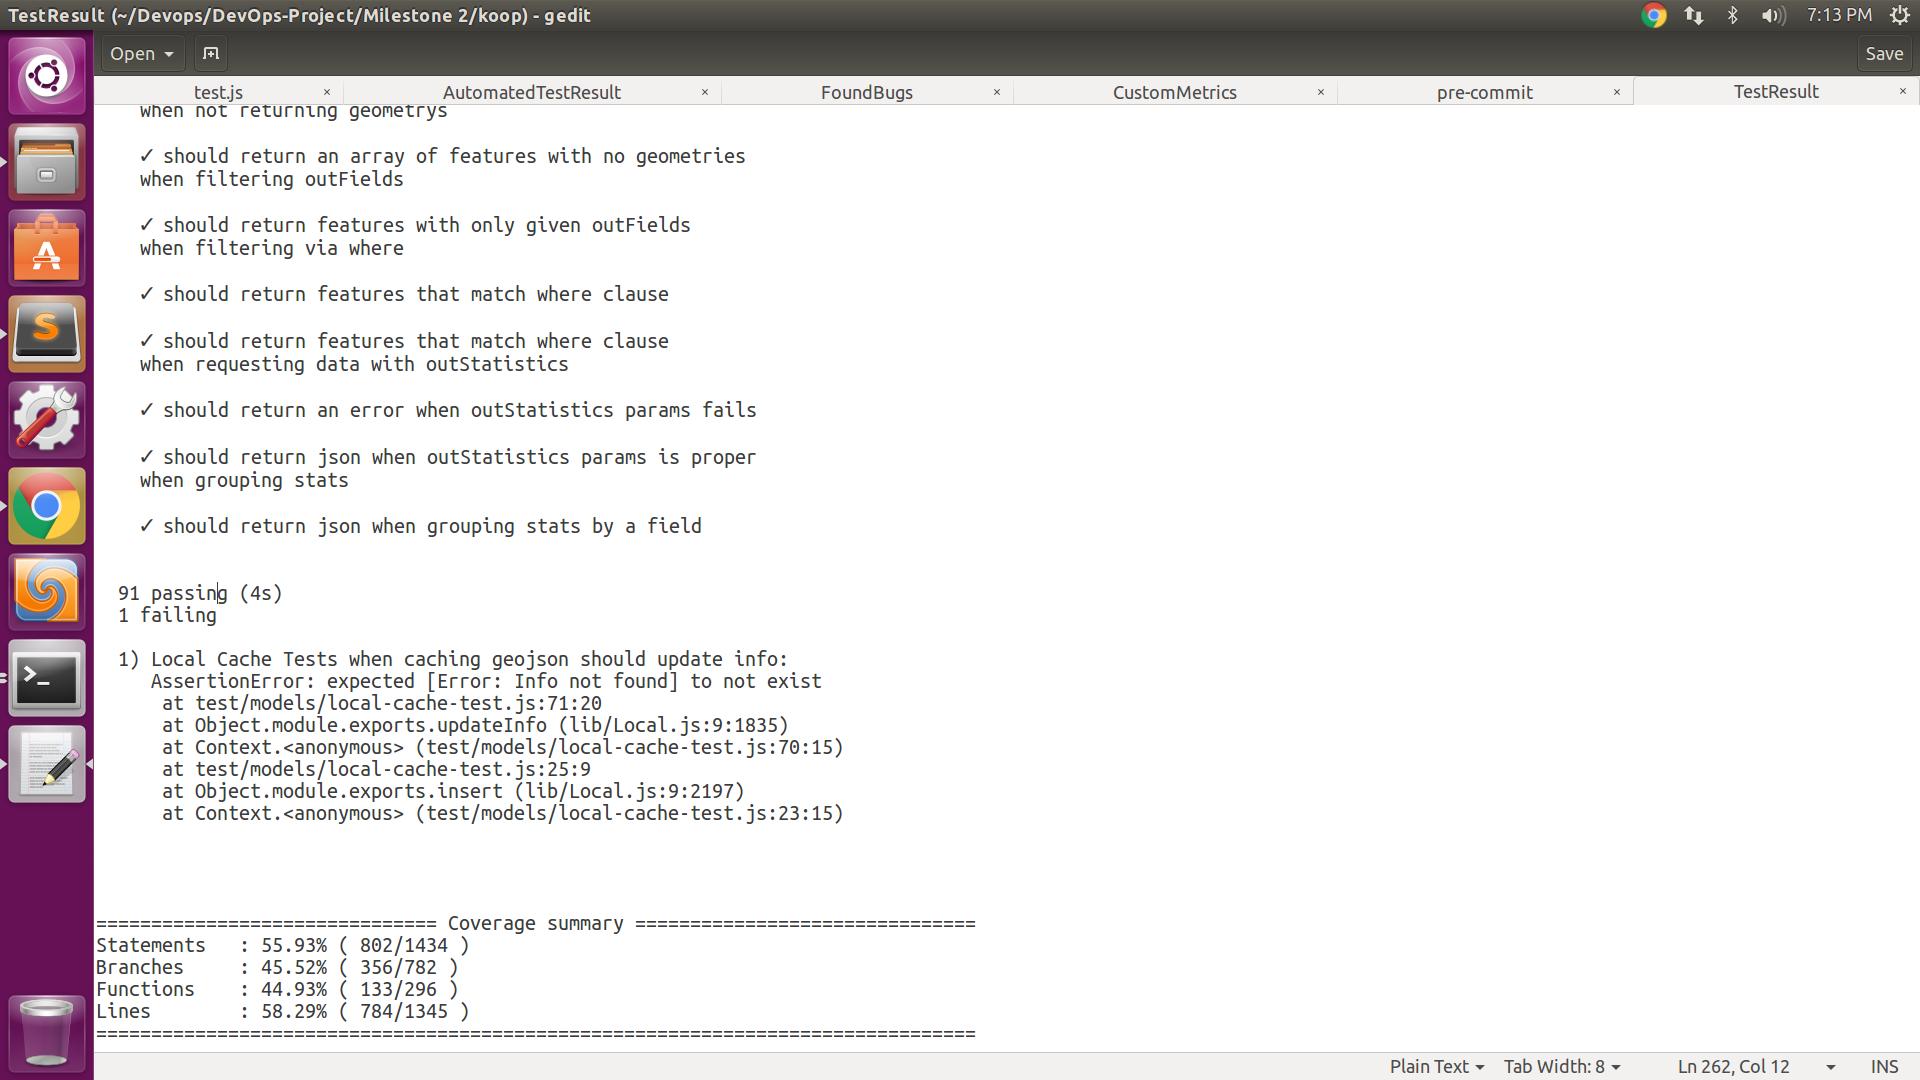 TestResult (~/Devops/DevOps-Project/Milestone 2/koop) - gedit
7:13 PM
Open
Save
test.js × AutomatedTestResult × FoundBugs × CustomMetrics × pre-commit × TestResult ×
when not returning geometrys
✓ should return an array of features with no geometries
when filtering outFields
✓ should return features with only given outFields
when filtering via where
✓ should return features that match where clause
✓ should return features that match where clause
when requesting data with outStatistics
✓ should return an error when outStatistics params fails
✓ should return json when outStatistics params is proper
when grouping stats
✓ should return json when grouping stats by a field
91 passing (4s)
1 failing
1) Local Cache Tests when caching geojson should update info:
AssertionError: expected [Error: Info not found] to not exist
at test/models/local-cache-test.js:71:20
at Object.module.exports.updateInfo (lib/Local.js:9:1835)
at Context.<anonymous> (test/models/local-cache-test.js:70:15)
at test/models/local-cache-test.js:25:9
at Object.module.exports.insert (lib/Local.js:9:2197)
at Context.<anonymous> (test/models/local-cache-test.js:23:15)
=============================== Coverage summary ===============================
Statements   : 55.93% ( 802/1434 )
Branches     : 45.52% ( 356/782 )
Functions    : 44.93% ( 133/296 )
Lines        : 58.29% ( 784/1345 )
================================================================================
Plain Text Tab Width: 8 Ln 262, Col 12 INS